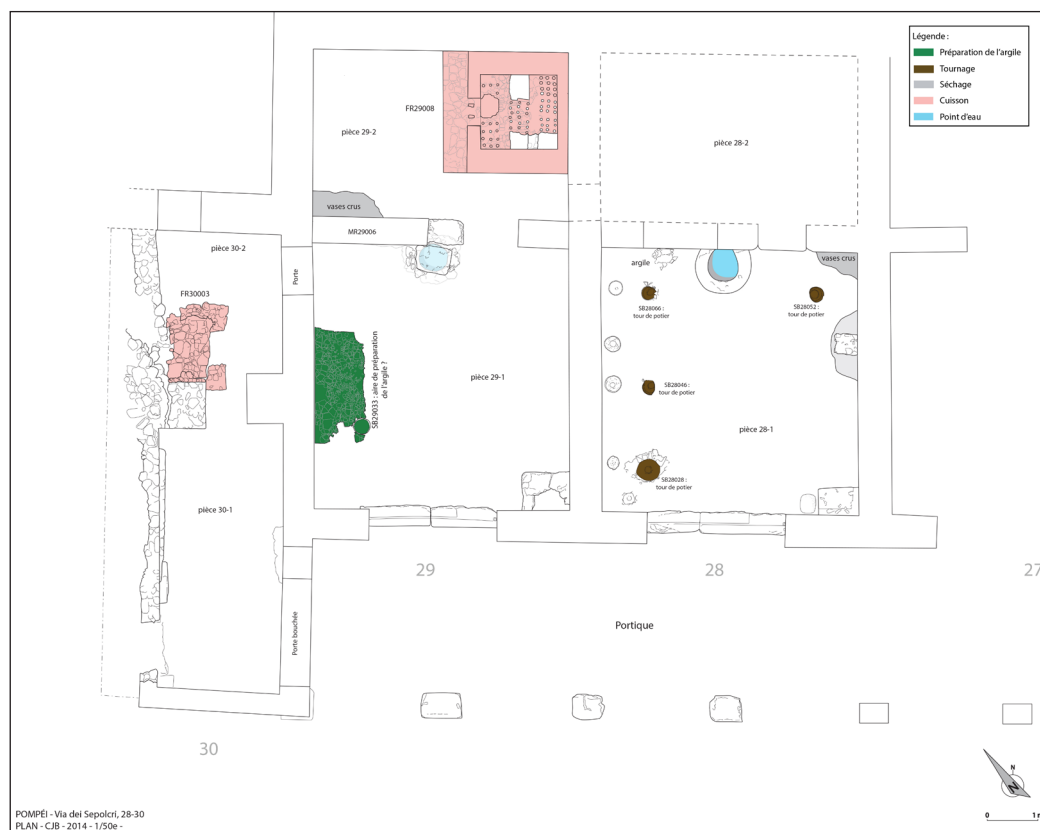 Légende :
Préparation de l'argile
Tournage
Séchage
Cuisson
Point d'eau
FR29008
pièce 29-2
pièce 28-2
vases crus
MR29006
pièce 30-2
Porte
FR30003
argile
vases crus
SB28066 :
tour de potier
SB28052 :
tour de potier
SB29033 : aire de préparation
de l'argile ?
pièce 29-1
SB28046 :
tour de potier
pièce 28-1
SB28028 :
tour de potier
pièce 30-1
29
28
27
Porte bouchée
Portique
30
N
N
0 1 m
POMPÉI - Via dei Sepolcri, 28-30
PLAN - CJB - 2014 - 1/50e -